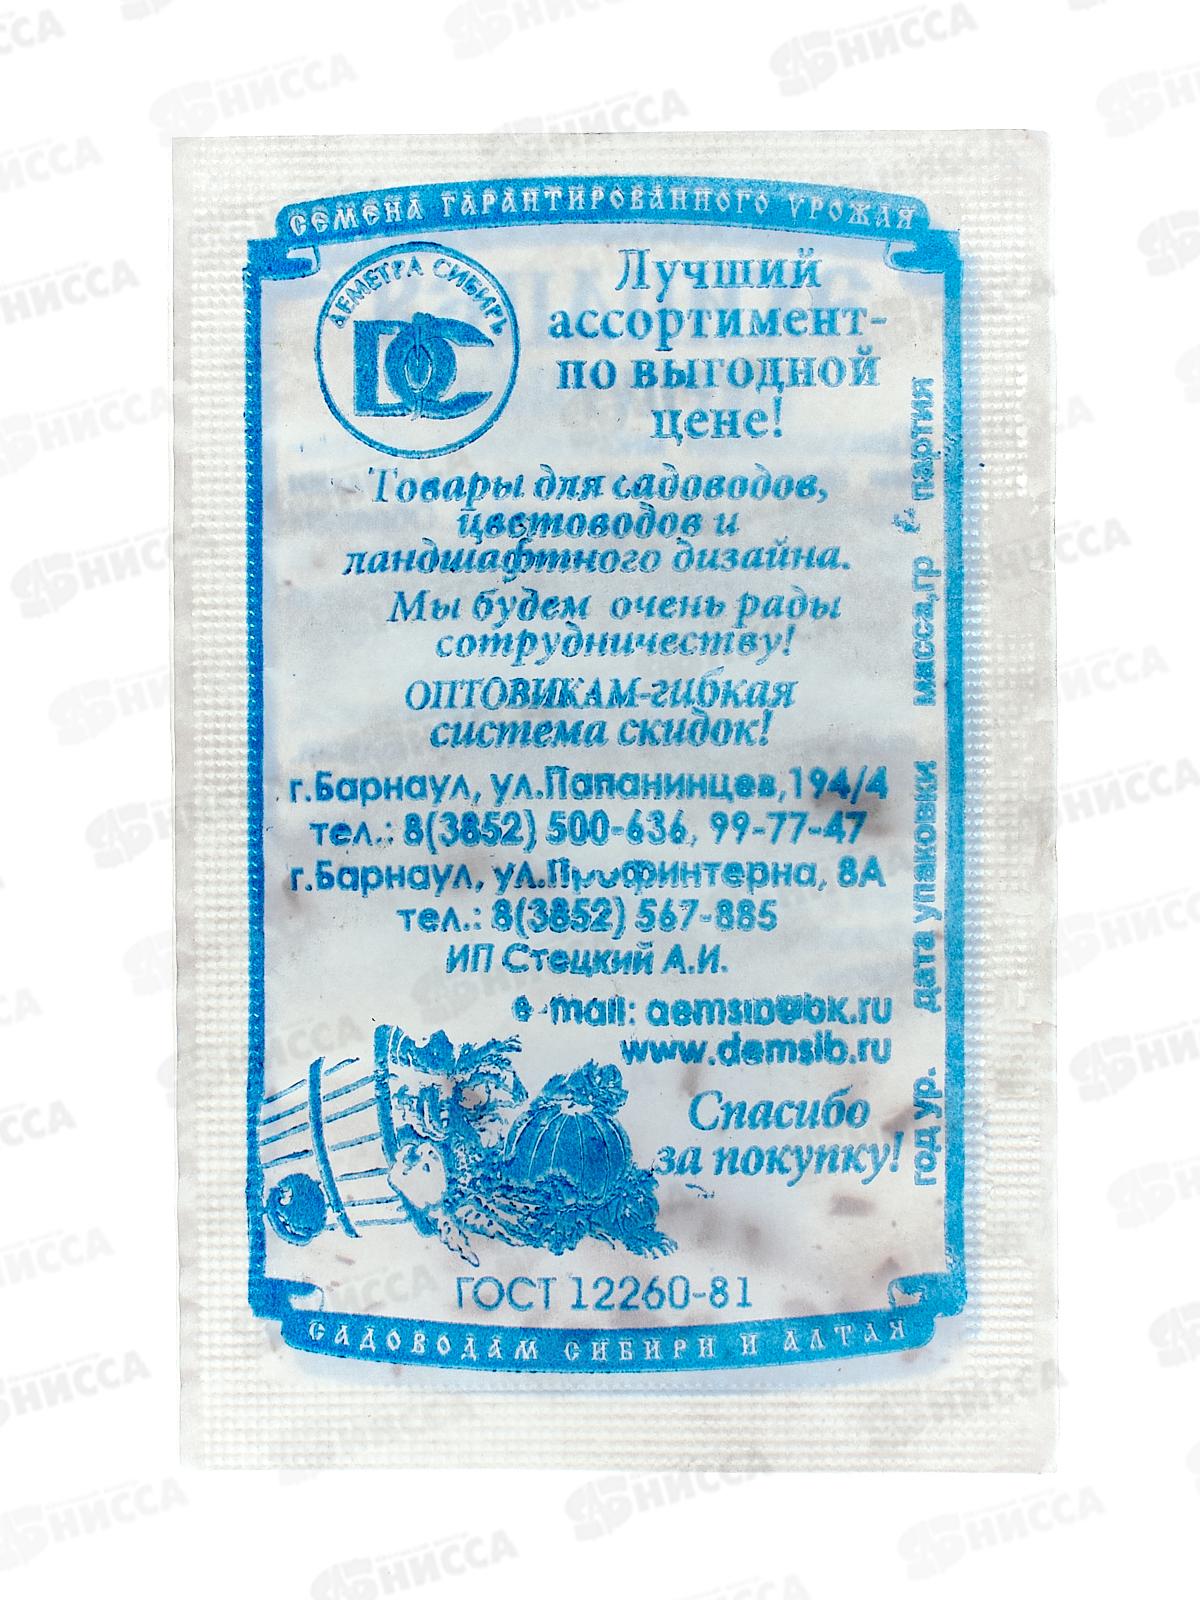 СЕМЕНА ГАРАНТИРОВАННОГО УРОЖАЯ
ДЕМЕТРА СИБИРЬ
ДС
Лучший
ассортимент-
по выгодной
цене!
Товары для садоводов,
цветоводов и
ландшафтного дизайна.
Мы будем очень рады
сотрудничеству!
ОПТОВИКАМ-гибкая
система скидок!
г.Барнаул, ул.Папанинцев,194/4
тел.: 8(3852) 500-636, 99-77-47
г.Барнаул, ул.Профинтерна, 8А
тел.: 8(3852) 567-885
ИП Стецкий А.И.
e-mail: demsib@bk.ru
www.demsib.ru
Спасибо
за покупку!
ГОСТ 12260-81
САДОВОДАМ СИБИРИ И АЛТАЯ
год ур. дата упаковки масса,гр партия
НИССА